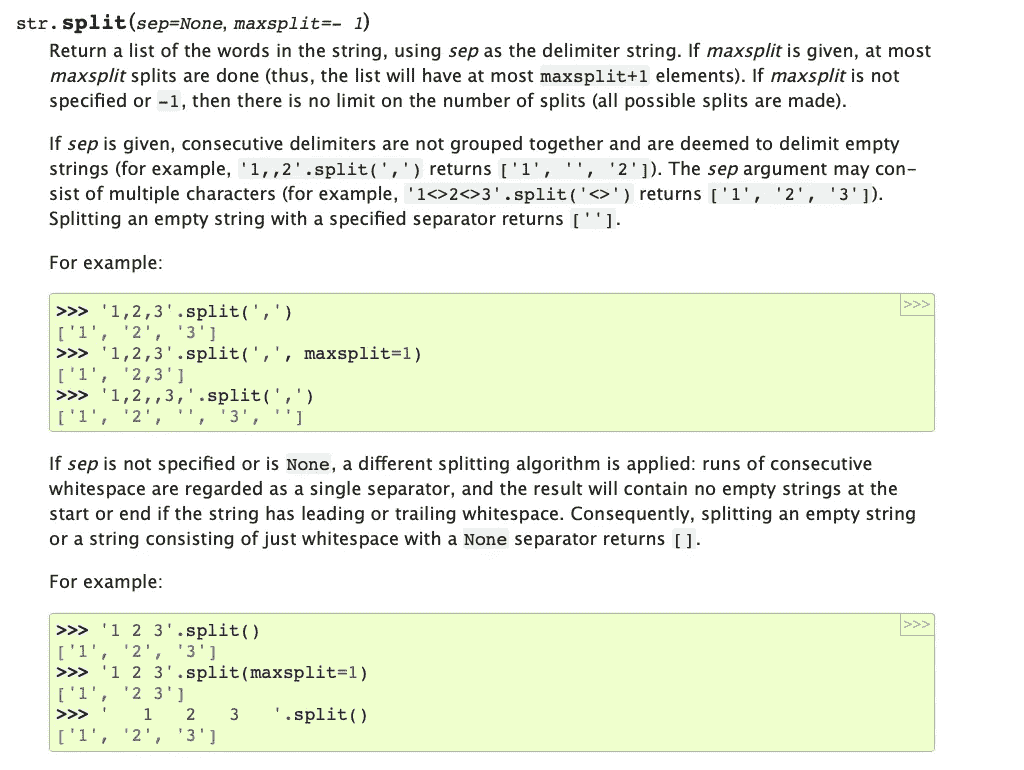 str.split(sep=None, maxsplit=- 1)
Return a list of the words in the string, using sep as the delimiter string. If maxsplit is given, at most
maxsplit splits are done (thus, the list will have at most maxsplit+1 elements). If maxsplit is not
specified or -1, then there is no limit on the number of splits (all possible splits are made).
If sep is given, consecutive delimiters are not grouped together and are deemed to delimit empty
strings (for example, '1,,2'.split(',') returns ['1', '', '2']). The sep argument may con-
sist of multiple characters (for example, '1<>2<>3'.split('<>') returns ['1', '2', '3']).
Splitting an empty string with a specified separator returns [''].
For example:
>>>
>>> '1,2,3'.split(',')
['1', '2', '3']
>>> '1,2,3'.split(',', maxsplit=1)
['1', '2,3']
>>> '1,2,,3,'.split(',')
['1', '2', '', '3', '']
If sep is not specified or is None, a different splitting algorithm is applied: runs of consecutive
whitespace are regarded as a single separator, and the result will contain no empty strings at the
start or end if the string has leading or trailing whitespace. Consequently, splitting an empty string
or a string consisting of just whitespace with a None separator returns [].
For example:
>>>
>>> '1 2 3'.split()
['1', '2', '3']
>>> '1 2 3'.split(maxsplit=1)
['1', '2 3']
>>> '   1   2   3   '.split()
['1', '2', '3']